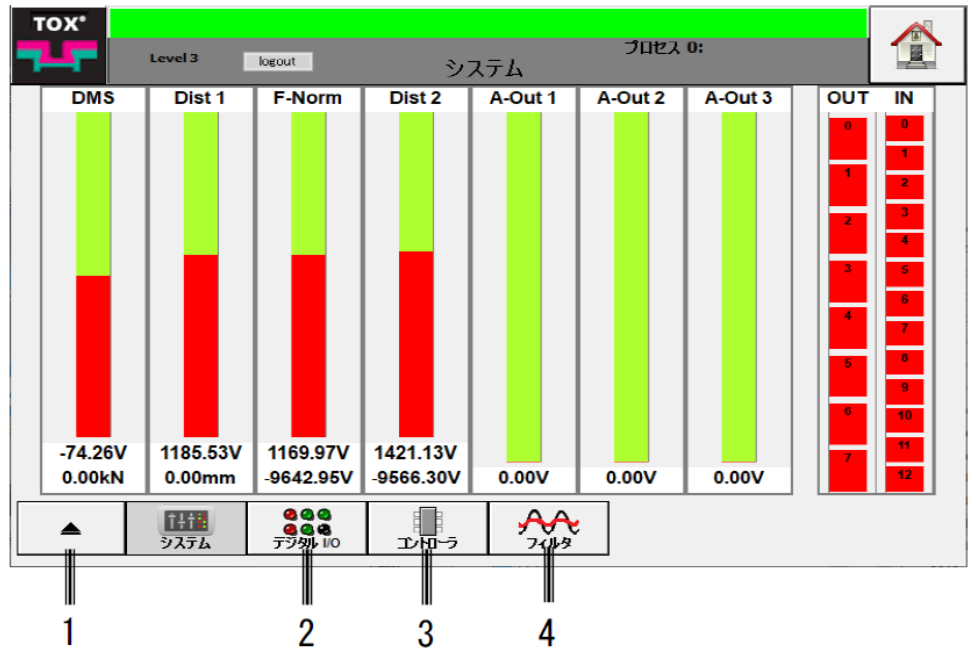 TOX®
Level 3
logout
システム
プロセス 0:
DMS
Dist 1
F-Norm
Dist 2
A-Out 1
A-Out 2
A-Out 3
OUT
IN
-74.26V
1185.53V
1169.97V
1421.13V
0.00kN
0.00mm
-9642.95V
-9566.30V
0.00V
0.00V
0.00V
0
1
2
3
4
5
6
7
0
1
2
3
4
5
6
7
8
9
10
11
12
システム
デジタル I/O
コントローラ
フィルタ
1
2
3
4